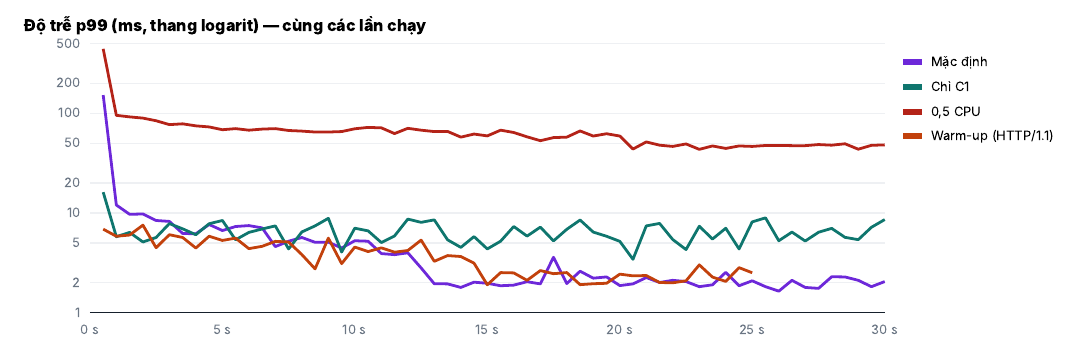 Độ trễ p99 (ms, thang logarit) — cùng các lần chạy
500
200
100
50
20
10
5
2
1
0 s
5 s
10 s
15 s
20 s
25 s
30 s
Mặc định
Chỉ C1
0,5 CPU
Warm-up (HTTP/1.1)